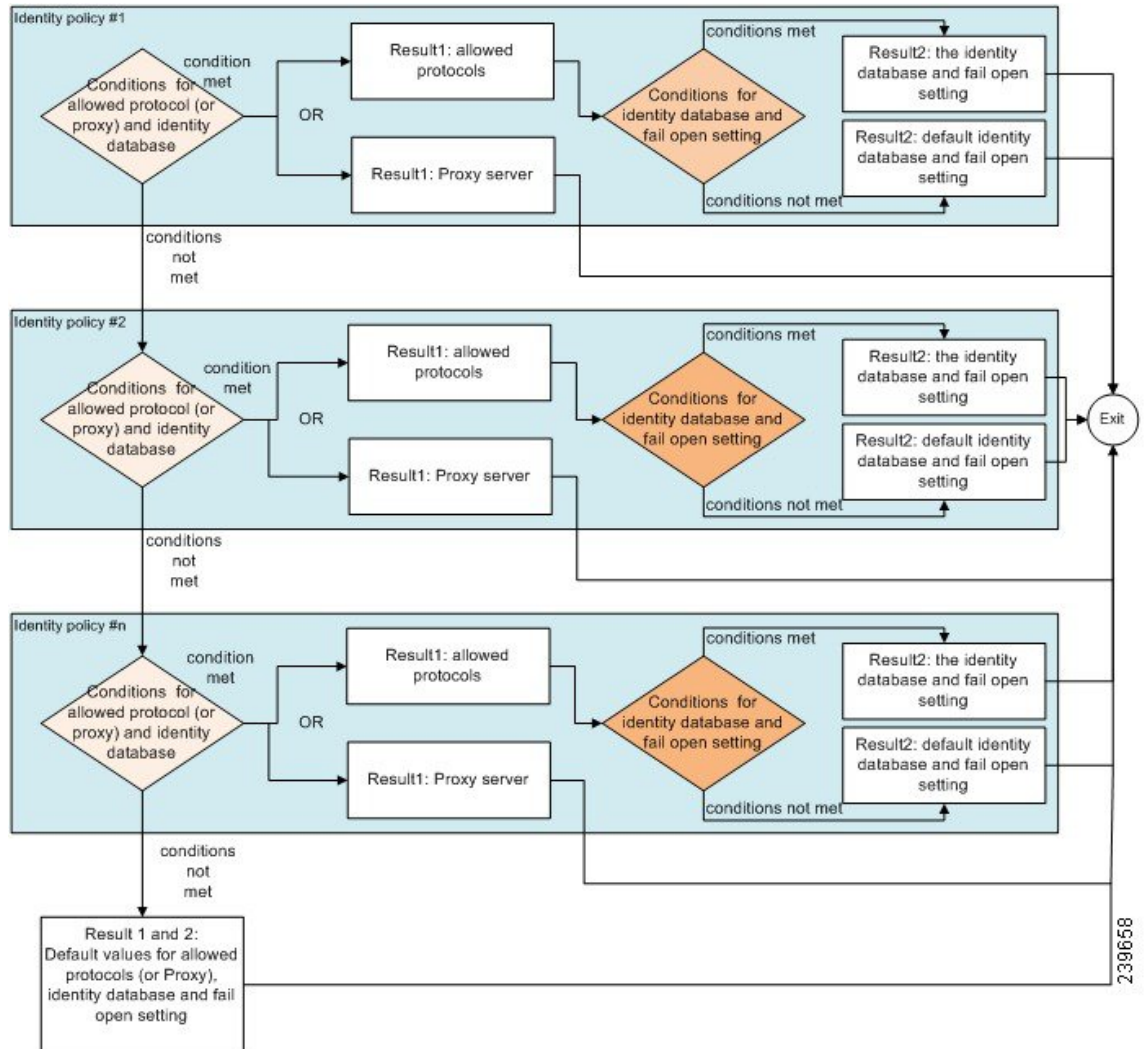 Identity policy #1
condition
met
Conditions for
allowed protocol (or
proxy) and identity
database
OR
Result1: allowed
protocols
Result1: Proxy server
Conditions for
identity database and
fail open setting
conditions met
conditions not met
Result2: the identity
database and fail open
setting
Result2: default identity
database and fail open
setting
conditions
not
met
Identity policy #2
condition
met
Conditions for
allowed protocol (or
proxy) and identity
database
OR
Result1: allowed
protocols
Result1: Proxy server
Conditions for
identity database and
fail open setting
conditions met
conditions not met
Result2: the identity
database and fail open
setting
Result2: default identity
database and fail open
setting
Exit
conditions
not
met
Identity policy #n
condition
met
Conditions for
allowed protocol (or
proxy) and identity
database
OR
Result1: allowed
protocols
Result1: Proxy server
Conditions for
identity database and
fail open setting
conditions met
conditions not met
Result2: the identity
database and fail open
setting
Result2: default identity
database and fail open
setting
conditions
not
met
Result 1 and 2:
Default values for allowed
protocols (or Proxy),
identity database and fail
open setting
239658